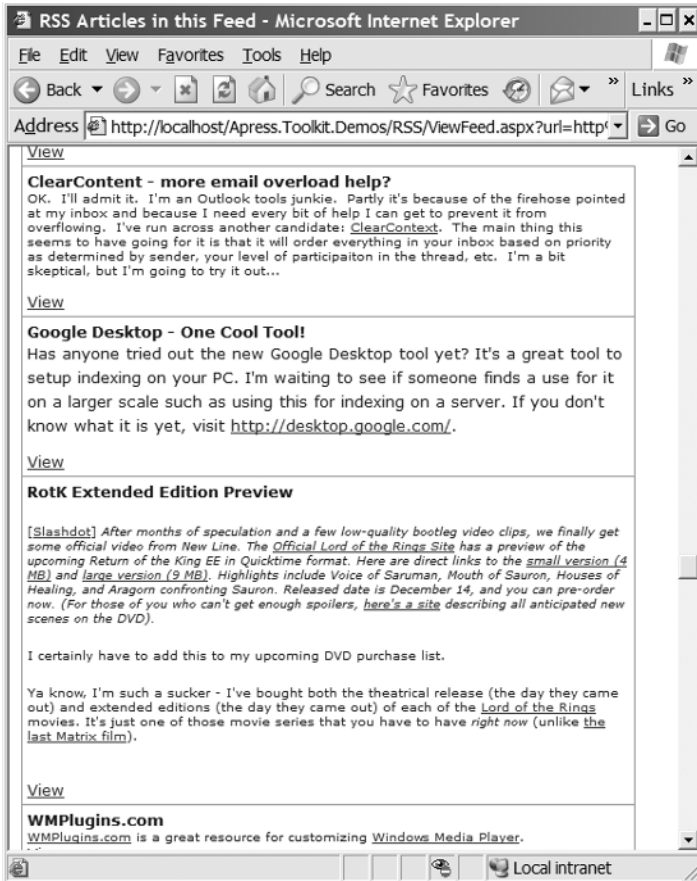 RSS Articles in this Feed - Microsoft Internet Explorer
File Edit View Favorites Tools Help
Back Search Favorites » Links »
Address http://localhost/Apress.Toolkit.Demos/RSS/ViewFeed.aspx?url=http% Go
View
ClearContent - more email overload help?
OK. I'll admit it. I'm an Outlook tools junkie. Partly it's because of the firehose pointed
at my inbox and because I need every bit of help I can get to prevent it from
overflowing. I've run across another candidate: ClearContext. The main thing this
seems to have going for it is that it will order everything in your inbox based on priority
as determined by sender, your level of participaiton in the thread, etc. I'm a bit
skeptical, but I'm going to try it out...
View
Google Desktop - One Cool Tool!
Has anyone tried out the new Google Desktop tool yet? It's a great tool to
setup indexing on your PC. I'm waiting to see if someone finds a use for it
on a larger scale such as using this for indexing on a server. If you don't
know what it is yet, visit http://desktop.google.com/.
View
RotK Extended Edition Preview
[Slashdot] After months of speculation and a few low-quality bootleg video clips, we finally get
some official video from New Line. The Official Lord of the Rings Site has a preview of the
upcoming Return of the King EE in Quicktime format. Here are direct links to the small version (4
MB) and large version (9 MB). Highlights include Voice of Saruman, Mouth of Sauron, Houses of
Healing, and Aragorn confronting Sauron. Released date is December 14, and you can pre-order
now. (For those of you who can't get enough spoilers, here's a site describing all anticipated new
scenes on the DVD).
I certainly have to add this to my upcoming DVD purchase list.
Ya know, I'm such a sucker - I've bought both the theatrical release (the day they came
out) and extended editions (the day they came out) of each of the Lord of the Rings
movies. It's just one of those movie series that you have to have right now (unlike the
last Matrix film).
View
WMPlugins.com
WMPlugins.com is a great resource for customizing Windows Media Player.
Local intranet